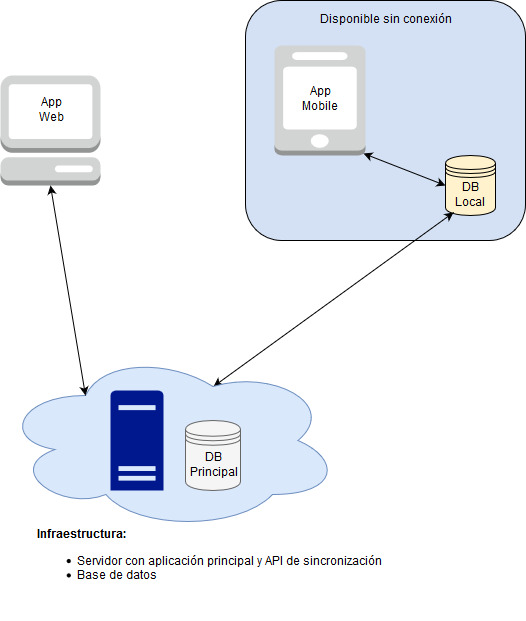 Disponible sin conexión
App
Web
App
Mobile
DB
Local
DB
Principal
Infraestructura:
• Servidor con aplicación principal y API de sincronización
• Base de datos